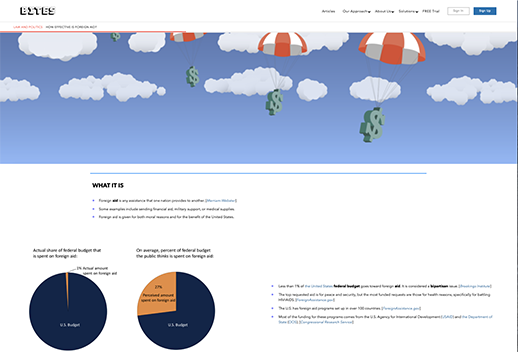 BITES
Articles Our Approach About Us Solutions FREE Trial Sign In Sign Up
LAW AND POLITICS / HOW EFFECTIVE IS FOREIGN AID?
WHAT IT IS
Foreign aid is any assistance that one nation provides to another [Merriam-Webster]
Some examples include sending financial aid, military support, or medical supplies.
Foreign aid is given for both moral reasons and for the benefit of the United States.
Actual share of federal budget that
is spent on foreign aid:
On average, percent of federal budget
the public thinks is spent on foreign aid:
Actual amount
spent on foreign aid
U.S. Budget
27%
Perceived amount
spent on foreign aid
U.S. Budget
Less than 1% of the United States federal budget goes toward foreign aid. It is considered a bipartisan issue [Brookings Institute]
The top requested aid is for peace and security, but the most funded requests are those for health reasons, specifically for battling
HIV/AIDS. [Foreignassistance.gov]
The U.S. has foreign aid programs set up in over 100 countries. [Foreignassistance.gov]
Most of the funding for these programs comes from the U.S. Agency for International Development (USAID) and the Department
of State (DOS) [Congressional Research Service]